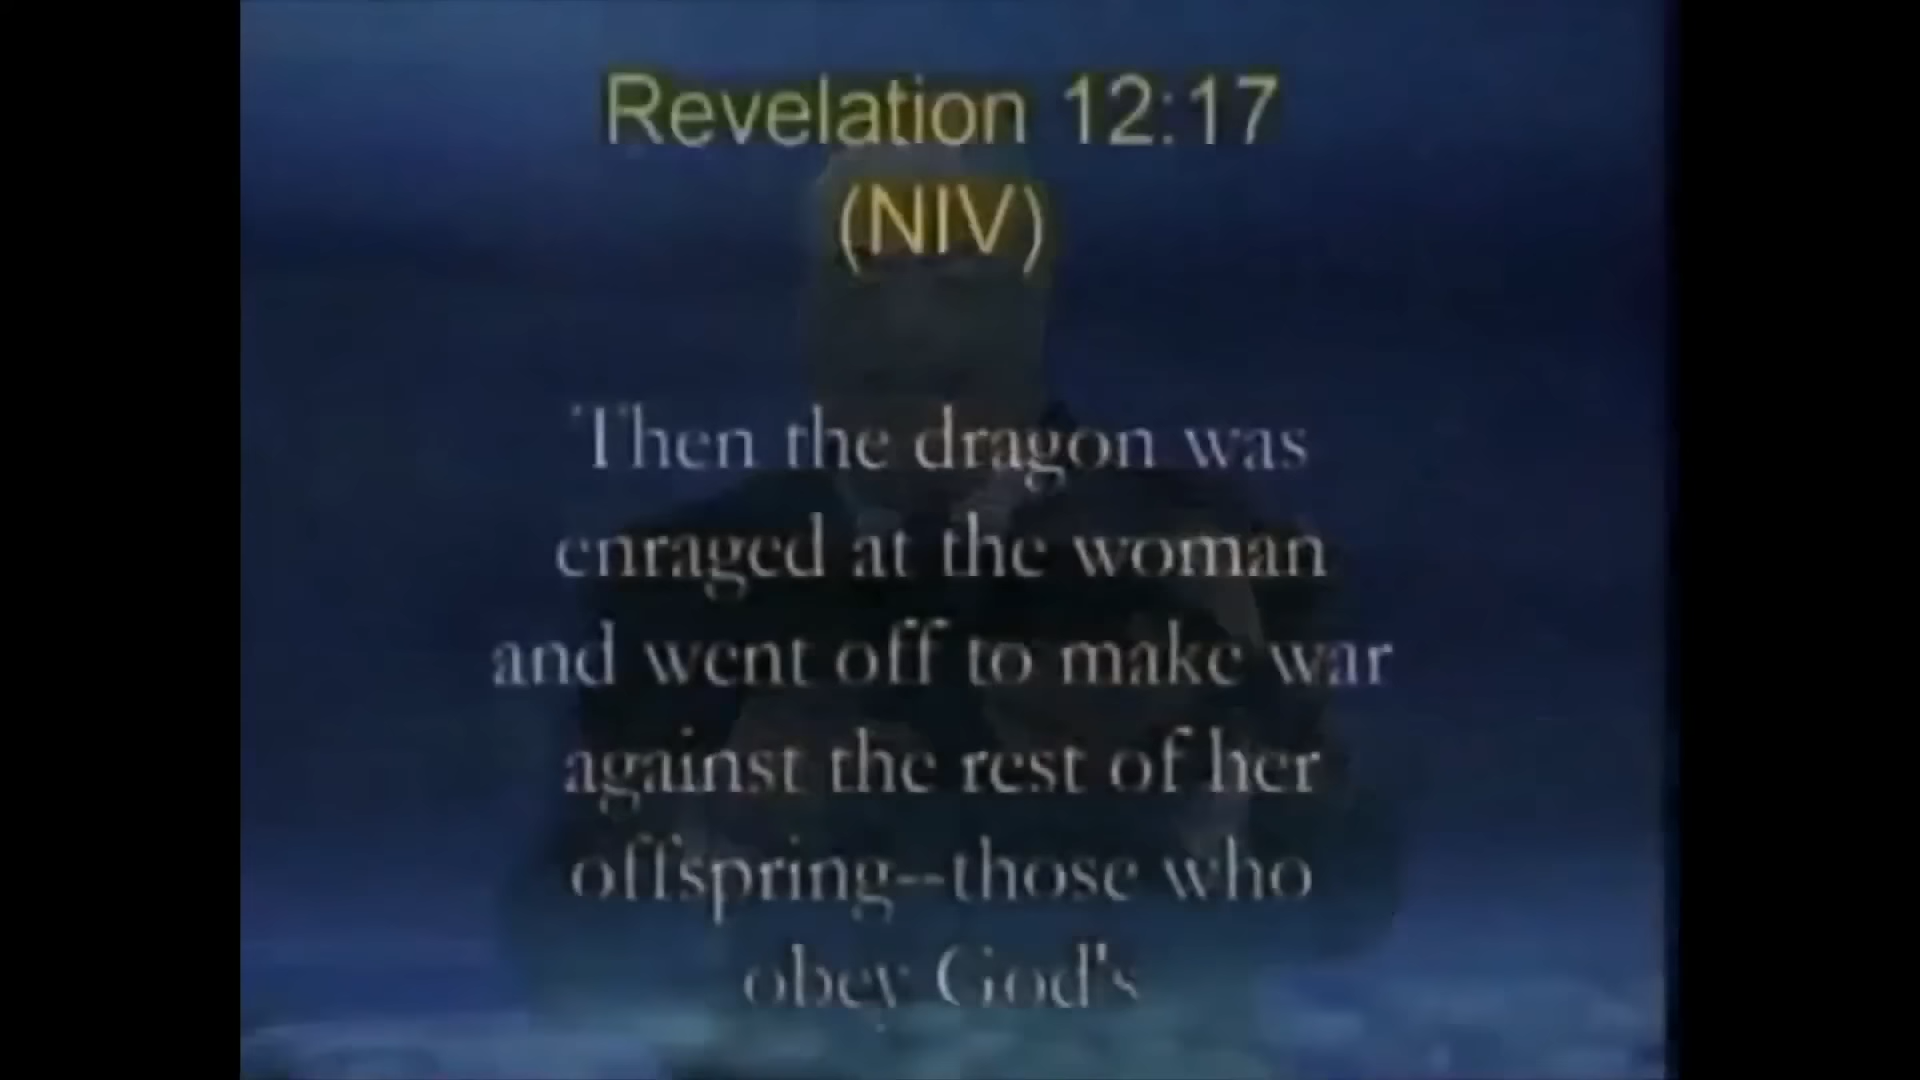 Revelation 12:17
(NIV)
Then the dragon was
enraged at the woman
and went off to make war
against the rest of her
offspring--those who
obey God's